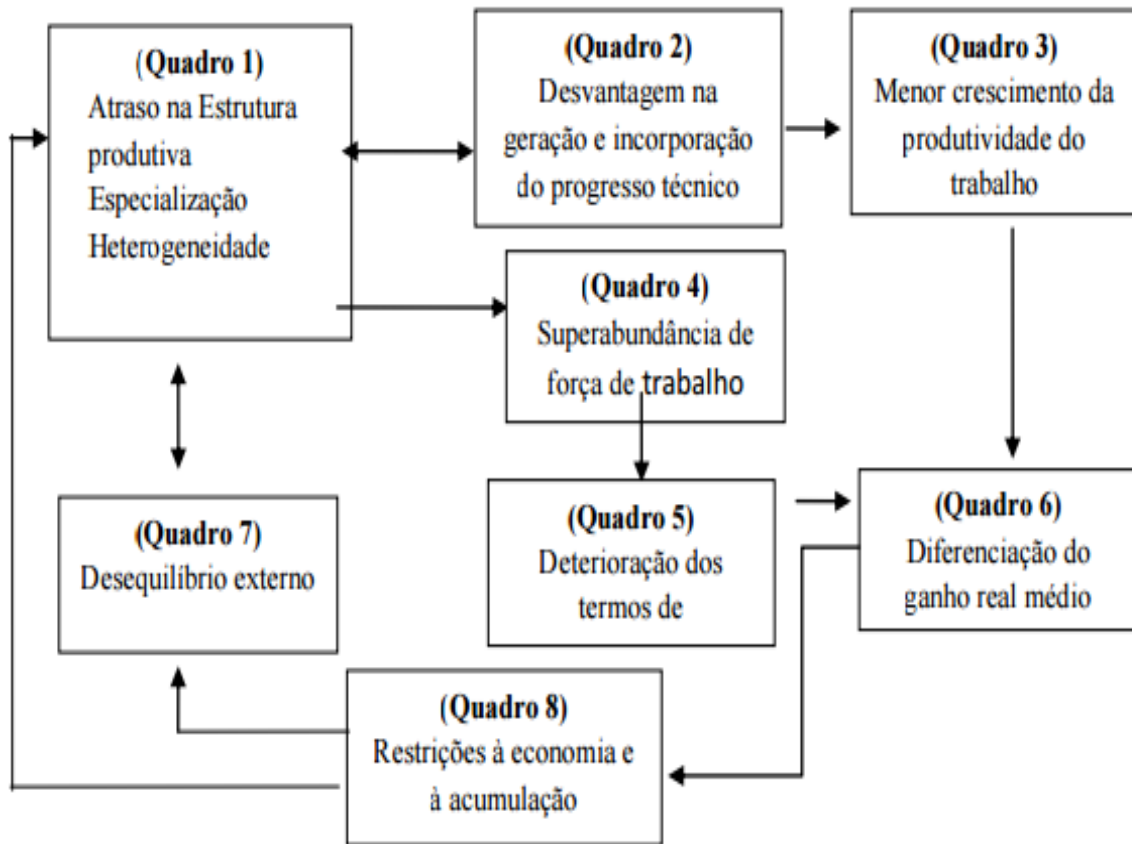 (Quadro 1)
Atraso na Estrutura
produtiva
Especialização
Heterogeneidade
(Quadro 2)
Desvantagem na
geração e incorporação
do progresso técnico
(Quadro 3)
Menor crescimento da
produtividade do
trabalho
(Quadro 4)
Superabundância de
força de trabalho
(Quadro 5)
Deterioração dos
termos de
(Quadro 6)
Diferenciação do
ganho real médio
(Quadro 7)
Desequilíbrio externo
(Quadro 8)
Restrições à economia e
à acumulação